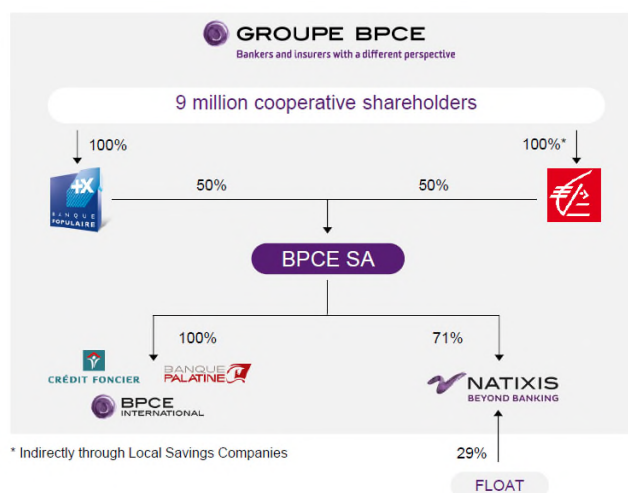 GROUPE BPCE
Bankers and insurers with a different perspective
9 million cooperative shareholders
100%
100%*
+X
BANQUE
POPULAIRE
50%
50%
BPCE SA
100%
71%
CRÉDIT FONCIER
BANQUE
PALATINE
BPCE
INTERNATIONAL
NATIXIS
BEYOND BANKING
* Indirectly through Local Savings Companies
29%
FLOAT